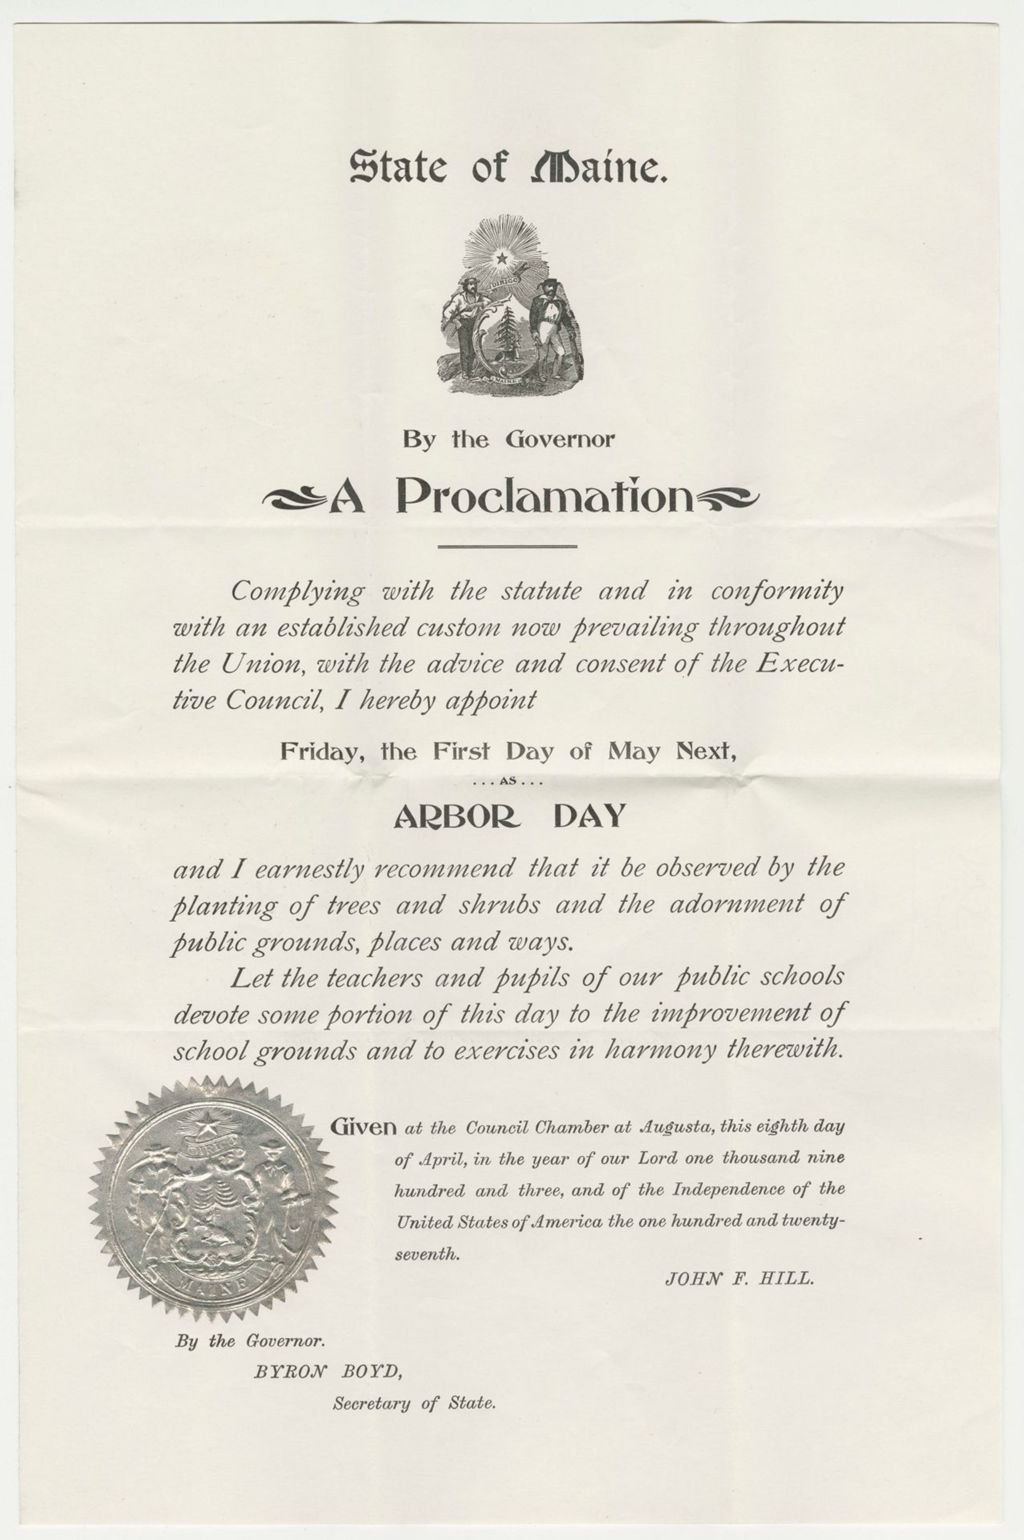 State of Maine.
DIRIGO
MAINE
By the Governor
A Proclamation
Complying with the statute and in conformity
with an established custom now prevailing throughout
the Union, with the advice and consent of the Execu-
tive Council, I hereby appoint
Friday, the First Day of May Next,
...AS...
ARBOR DAY
and I earnestly recommend that it be observed by the
planting of trees and shrubs and the adornment of
public grounds, places and ways.
Let the teachers and pupils of our public schools
devote some portion of this day to the improvement of
school grounds and to exercises in harmony therewith.
Given at the Council Chamber at Augusta, this eighth day
of April, in the year of our Lord one thousand nine
hundred and three, and of the Independence of the
United States of America the one hundred and twenty-
seventh.
JOHN F. HILL.
DIRIGO
MAINE
By the Governor.
BYRON BOYD,
Secretary of State.